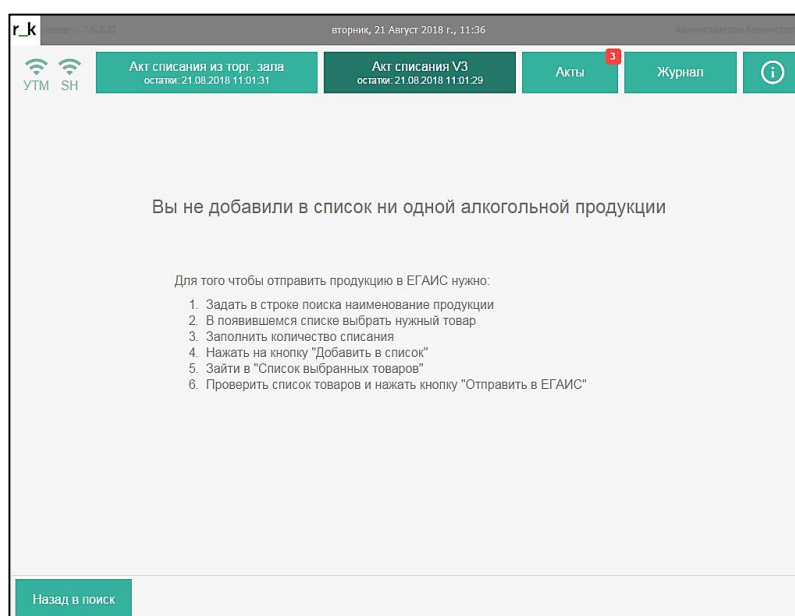 r_k
вторник, 21 Август 2018 г., 11:36
УТМ SH
Акт списания из торг. зала
остатки: 21.08.2018 11:01:31
Акт списания V3
остатки: 21.08.2018 11:01:29
Акты
3
Журнал
i
Вы не добавили в список ни одной алкогольной продукции
Для того чтобы отправить продукцию в ЕГАИС нужно:
1. Задать в строке поиска наименование продукции
2. В появившемся списке выбрать нужный товар
3. Заполнить количество списания
4. Нажать на кнопку "Добавить в список"
5. Зайти в "Список выбранных товаров"
6. Проверить список товаров и нажать кнопку "Отправить в ЕГАИС"
Назад в поиск